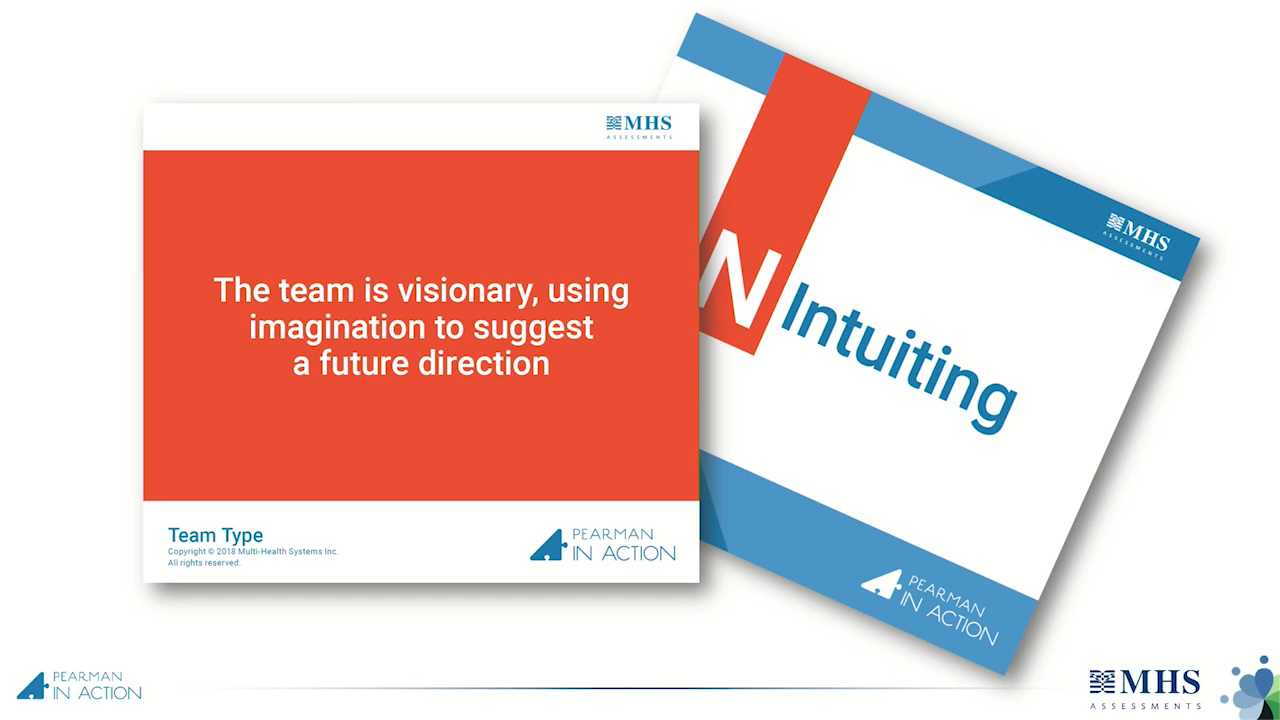 MHS
ASSESSMENTS
The team is visionary, using
imagination to suggest
a future direction
Team Type
Copyright © 2018 Multi-Health Systems Inc.
All rights reserved.
PEARMAN
IN ACTION
MHS
ASSESSMENTS
N
Intuiting
PEARMAN
IN ACTION
PEARMAN
IN ACTION
MHS
ASSESSMENTS